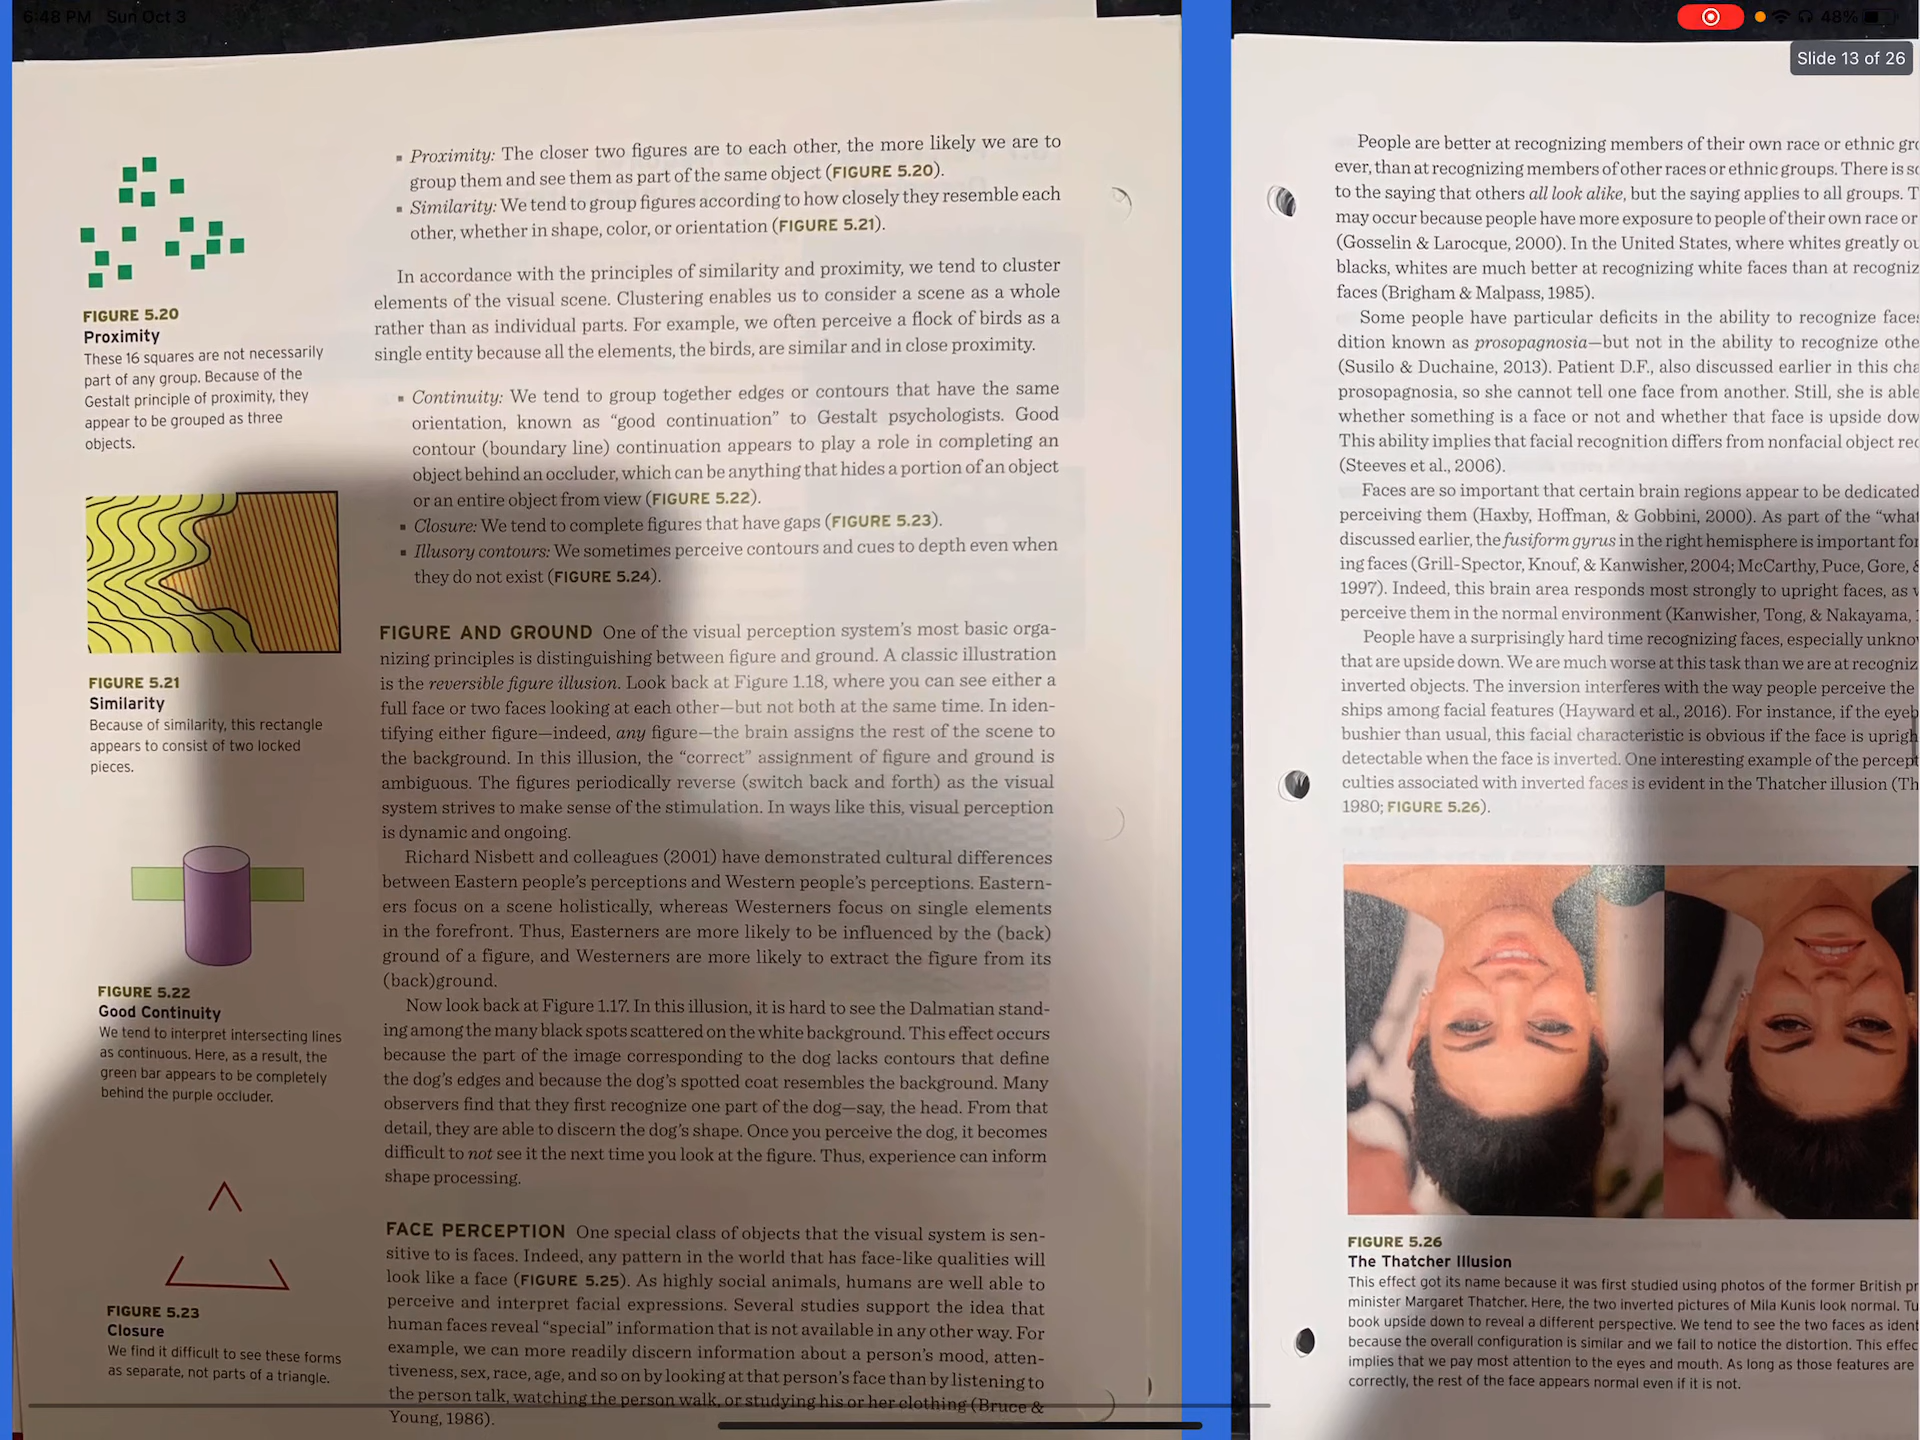 6:48 PM Sun Oct 3
48%
Slide 13 of 26
▪ Proximity: The closer two figures are to each other, the more likely we are to
group them and see them as part of the same object (FIGURE 5.20).
▪ Similarity: We tend to group figures according to how closely they resemble each
other, whether in shape, color, or orientation (FIGURE 5.21).
In accordance with the principles of similarity and proximity, we tend to cluster
elements of the visual scene. Clustering enables us to consider a scene as a whole
rather than as individual parts. For example, we often perceive a flock of birds as a
single entity because all the elements, the birds, are similar and in close proximity.
▪ Continuity: We tend to group together edges or contours that have the same
orientation, known as “good continuation” to Gestalt psychologists. Good
contour (boundary line) continuation appears to play a role in completing an
object behind an occluder, which can be anything that hides a portion of an object
or an entire object from view (FIGURE 5.22).
▪ Closure: We tend to complete figures that have gaps (FIGURE 5.23).
▪ Illusory contours: We sometimes perceive contours and cues to depth even when
they do not exist (FIGURE 5.24).
FIGURE AND GROUND One of the visual perception system’s most basic orga-
nizing principles is distinguishing between figure and ground. A classic illustration
is the reversible figure illusion. Look back at Figure 1.18, where you can see either a
full face or two faces looking at each other—but not both at the same time. In iden-
tifying either figure—indeed, any figure—the brain assigns the rest of the scene to
the background. In this illusion, the “correct” assignment of figure and ground is
ambiguous. The figures periodically reverse (switch back and forth) as the visual
system strives to make sense of the stimulation. In ways like this, visual perception
is dynamic and ongoing.
Richard Nisbett and colleagues (2001) have demonstrated cultural differences
between Eastern people’s perceptions and Western people’s perceptions. Eastern-
ers focus on a scene holistically, whereas Westerners focus on single elements
in the forefront. Thus, Easterners are more likely to be influenced by the (back)
ground of a figure, and Westerners are more likely to extract the figure from its
(back)ground.
Now look back at Figure 1.17. In this illusion, it is hard to see the Dalmatian stand-
ing among the many black spots scattered on the white background. This effect occurs
because the part of the image corresponding to the dog lacks contours that define
the dog’s edges and because the dog’s spotted coat resembles the background. Many
observers find that they first recognize one part of the dog—say, the head. From that
detail, they are able to discern the dog’s shape. Once you perceive the dog, it becomes
difficult to not see it the next time you look at the figure. Thus, experience can inform
shape processing.
FACE PERCEPTION One special class of objects that the visual system is sen-
sitive to is faces. Indeed, any pattern in the world that has face-like qualities will
look like a face (FIGURE 5.25). As highly social animals, humans are well able to
perceive and interpret facial expressions. Several studies support the idea that
human faces reveal “special” information that is not available in any other way. For
example, we can more readily discern information about a person’s mood, atten-
tiveness, sex, race, age, and so on by looking at that person’s face than by listening to
the person talk, watching the person walk, or studying his or her clothing (Bruce &
Young, 1986).
FIGURE 5.20
Proximity
These 16 squares are not necessarily
part of any group. Because of the
Gestalt principle of proximity, they
appear to be grouped as three
objects.
FIGURE 5.21
Similarity
Because of similarity, this rectangle
appears to consist of two locked
pieces.
FIGURE 5.22
Good Continuity
We tend to interpret intersecting lines
as continuous. Here, as a result, the
green bar appears to be completely
behind the purple occluder.
FIGURE 5.23
Closure
We find it difficult to see these forms
as separate, not parts of a triangle.
People are better at recognizing members of their own race or ethnic
ever, than at recognizing members of other races or ethnic groups. There is
to the saying that others all look alike, but the saying applies to all groups.
may occur because people have more exposure to people of their own race or
(Gosselin & Larocque, 2000). In the United States, where whites greatly
blacks, whites are much better at recognizing white faces than at
faces (Brigham & Malpass, 1985).
Some people have particular deficits in the ability to recognize
dition known as prosopagnosia—but not in the ability to recognize
(Susilo & Duchaine, 2013). Patient D.F., also discussed earlier in this
prosopagnosia, so she cannot tell one face from another. Still, she is able
whether something is a face or not and whether that face is upside
This ability implies that facial recognition differs from nonfacial object
(Steeves et al., 2006).
Faces are so important that certain brain regions appear to be dedicated
perceiving them (Haxby, Hoffman, & Gobbini, 2000). As part of the “what
discussed earlier, the fusiform gyrus in the right hemisphere is important
ing faces (Grill-Spector, Knouf, & Kanwisher, 2004; McCarthy, Puce, Gore, &
1997). Indeed, this brain area responds most strongly to upright faces, as
perceive them in the normal environment (Kanwisher, Tong, & Nakayama,
People have a surprisingly hard time recognizing faces, especially
that are upside down. We are much worse at this task than we are at
inverted objects. The inversion interferes with the way people perceive the
ships among facial features (Hayward et al., 2016). For instance, if the
bushier than usual, this facial characteristic is obvious if the face is
detectable when the face is inverted. One interesting example of the
culties associated with inverted faces is evident in the Thatcher illusion
1980; FIGURE 5.26).
FIGURE 5.26
The Thatcher Illusion
This effect got its name because it was first studied using photos of the former British
minister Margaret Thatcher. Here, the two inverted pictures of Mila Kunis look normal.
book upside down to reveal a different perspective. We tend to see the two faces as
because the overall configuration is similar and we fail to notice the distortion. This
implies that we pay most attention to the eyes and mouth. As long as those features are
correctly, the rest of the face appears normal even if it is not.